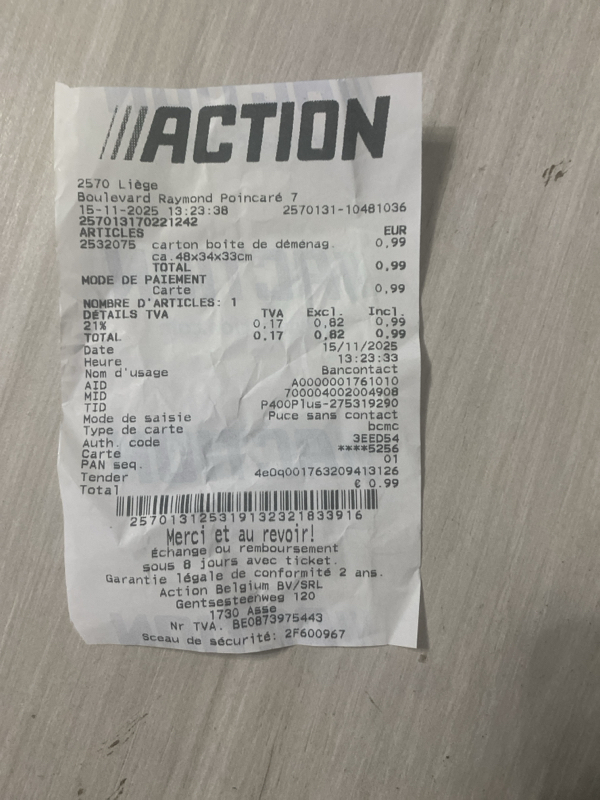 ACTION
2570 Liège
Boulevard Raymond Poincaré 7
15-11-2025 13:23:38 2570131-10481036
257013170221242
ARTICLES EUR
2532075 carton boîte de déménag. 0,99
ca.48x34x33cm
TOTAL 0,99
MODE DE PAIEMENT
Carte 0,99
NOMBRE D'ARTICLES: 1
DÉTAILS TVA TVA Excl. Incl.
21% 0,17 0,82 0,99
TOTAL 0,17 0,82 0,99
Date 15/11/2025
Heure 13:23:33
Nom d'usage Bancontact
AID A0000001761010
MID 700004002004908
TID P400Plus-275319290
Mode de saisie Puce sans contact
Type de carte bcmc
Auth. code 3EED54
Carte ****5256
PAN seq. 01
Tender 4e0q001763209413126
Total € 0.99
257013125319132321833916
Merci et au revoir!
Échange ou remboursement
sous 8 jours avec ticket.
Garantie légale de conformité 2 ans.
Action Belgium BV/SRL
Gentsesteenweg 120
1730 Asse
Nr TVA. BE0873975443
Sceau de sécurité: 2F600967